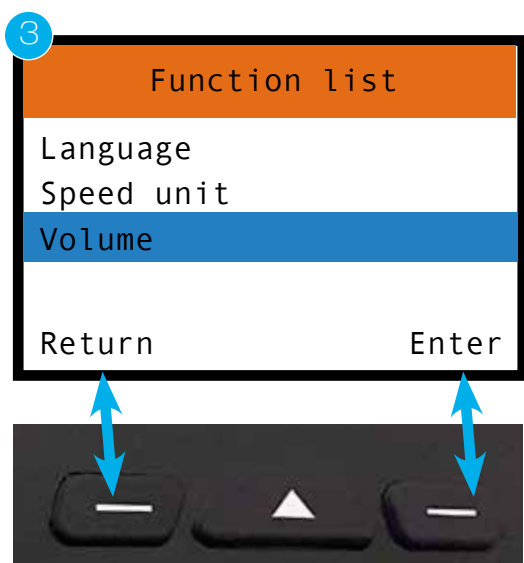 3
Function list
Language
Speed unit
Volume
Return Enter